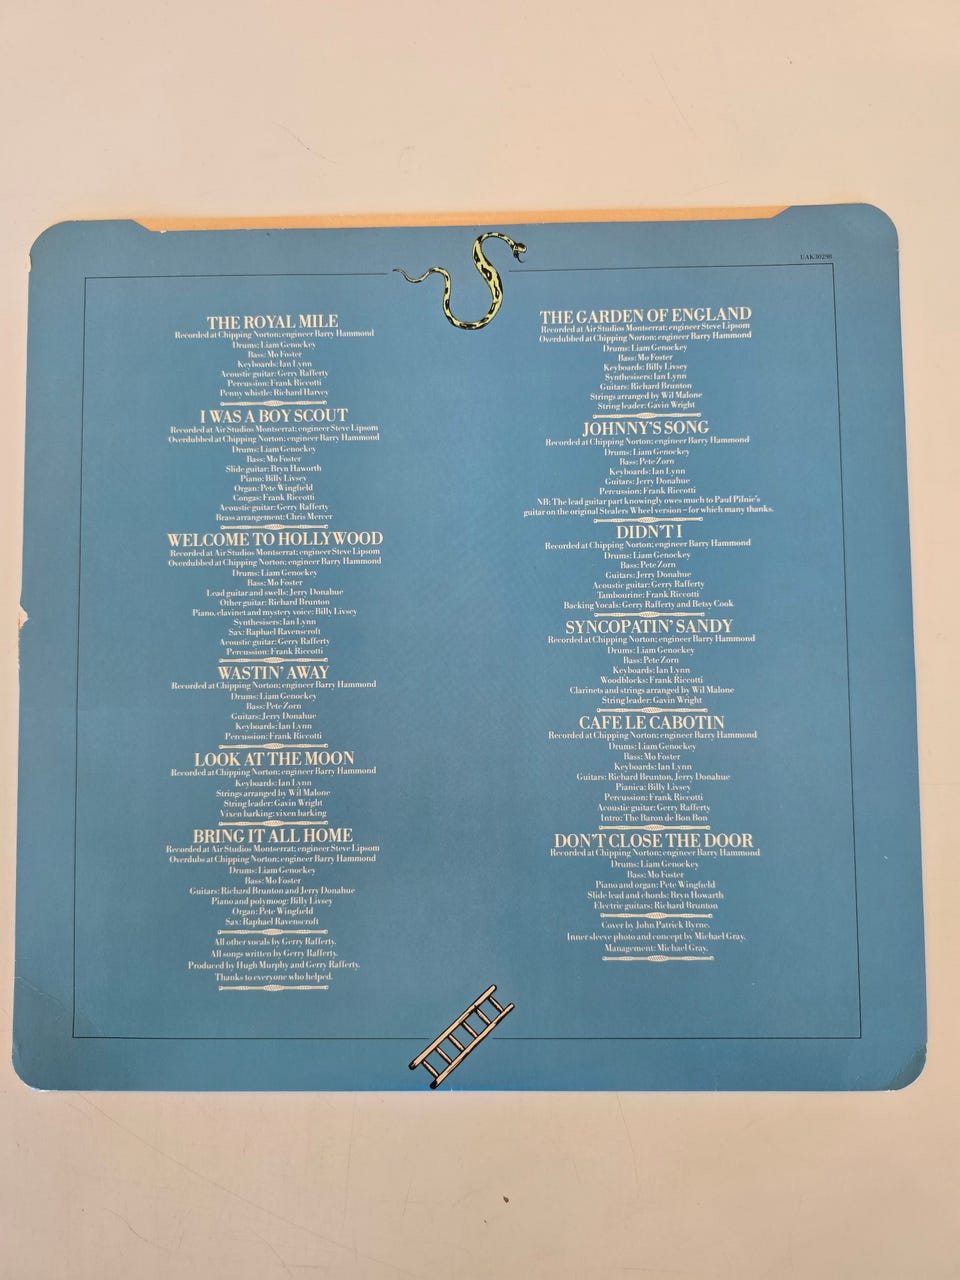 UAK 30298
THE ROYAL MILE
Recorded at Chipping Norton; engineer Barry Hammond
Drums: Liam Genockey
Bass: Mo Foster
Keyboards: Ian Lynn
Acoustic guitar: Gerry Rafferty
Percussion: Frank Riccotti
Penny whistle: Richard Harvey
I WAS A BOY SCOUT
Recorded at Air Studios Montserrat; engineer Steve Lipsom
Overdubbed at Chipping Norton; engineer Barry Hammond
Drums: Liam Genockey
Bass: Mo Foster
Slide guitar: Bryn Haworth
Piano: Billy Livsey
Organ: Pete Wingfield
Congas: Frank Riccotti
Acoustic guitar: Gerry Rafferty
Brass arrangement: Chris Mercer
WELCOME TO HOLLYWOOD
Recorded at Air Studios Montserrat; engineer Steve Lipsom
Overdubbed at Chipping Norton; engineer Barry Hammond
Drums: Liam Genockey
Bass: Mo Foster
Lead guitar and swells: Jerry Donahue
Other guitar: Richard Brunton
Piano, clavinet and mystery voice: Billy Livsey
Synthesisers: Ian Lynn
Sax: Raphael Ravenscroft
Acoustic guitar: Gerry Rafferty
Percussion: Frank Riccotti
WASTIN' AWAY
Recorded at Chipping Norton; engineer Barry Hammond
Drums: Liam Genockey
Bass: Pete Zorn
Guitars: Jerry Donahue
Keyboards: Ian Lynn
Percussion: Frank Riccotti
LOOK AT THE MOON
Recorded at Chipping Norton; engineer Barry Hammond
Keyboards: Ian Lynn
Strings arranged by Wil Malone
String leader: Gavin Wright
Vixen barking: vixen barking
BRING IT ALL HOME
Recorded at Air Studios Montserrat; engineer Steve Lipsom
Overdubs at Chipping Norton; engineer Barry Hammond
Drums: Liam Genockey
Bass: Mo Foster
Guitars: Richard Brunton and Jerry Donahue
Piano and polymoog: Billy Livsey
Organ: Pete Wingfield
Sax: Raphael Ravenscroft
All other vocals by Gerry Rafferty.
All songs written by Gerry Rafferty.
Produced by Hugh Murphy and Gerry Rafferty.
Thanks to everyone who helped.
THE GARDEN OF ENGLAND
Recorded at Air Studios Montserrat; engineer Steve Lipsom
Overdubbed at Chipping Norton; engineer Barry Hammond
Drums: Liam Genockey
Bass: Mo Foster
Keyboards: Billy Livsey
Synthesisers: Ian Lynn
Guitars: Richard Brunton
Strings arranged by Wil Malone
String leader: Gavin Wright
JOHNNY'S SONG
Recorded at Chipping Norton; engineer Barry Hammond
Drums: Liam Genockey
Bass: Pete Zorn
Keyboards: Ian Lynn
Guitars: Jerry Donahue
Percussion: Frank Riccotti
NB: The lead guitar part knowingly owes much to Paul Pilnic's
guitar on the original Stealers Wheel version – for which many thanks.
DIDN'T I
Recorded at Chipping Norton; engineer Barry Hammond
Drums: Liam Genockey
Bass: Pete Zorn
Guitars: Jerry Donahue
Acoustic guitar: Gerry Rafferty
Tambourine: Frank Riccotti
Backing Vocals: Gerry Rafferty and Betsy Cook
SYNCOPATIN' SANDY
Recorded at Chipping Norton; engineer Barry Hammond
Drums: Liam Genockey
Bass: Pete Zorn
Keyboards: Ian Lynn
Woodblocks: Frank Riccotti
Clarinets and strings arranged by Wil Malone
String leader: Gavin Wright
CAFE LE CABOTIN
Recorded at Chipping Norton; engineer Barry Hammond
Drums: Liam Genockey
Bass: Mo Foster
Keyboards: Ian Lynn
Guitars: Richard Brunton, Jerry Donahue
Pianica: Billy Livsey
Percussion: Frank Riccotti
Acoustic guitar: Gerry Rafferty
Intro: The Baron de Bon Bon
DON'T CLOSE THE DOOR
Recorded at Chipping Norton; engineer Barry Hammond
Drums: Liam Genockey
Bass: Mo Foster
Piano and organ: Pete Wingfield
Slide lead and chords: Bryn Howarth
Electric guitars: Richard Brunton
Cover by John Patrick Byrne.
Inner sleeve photo and concept by Michael Gray.
Management: Michael Gray.